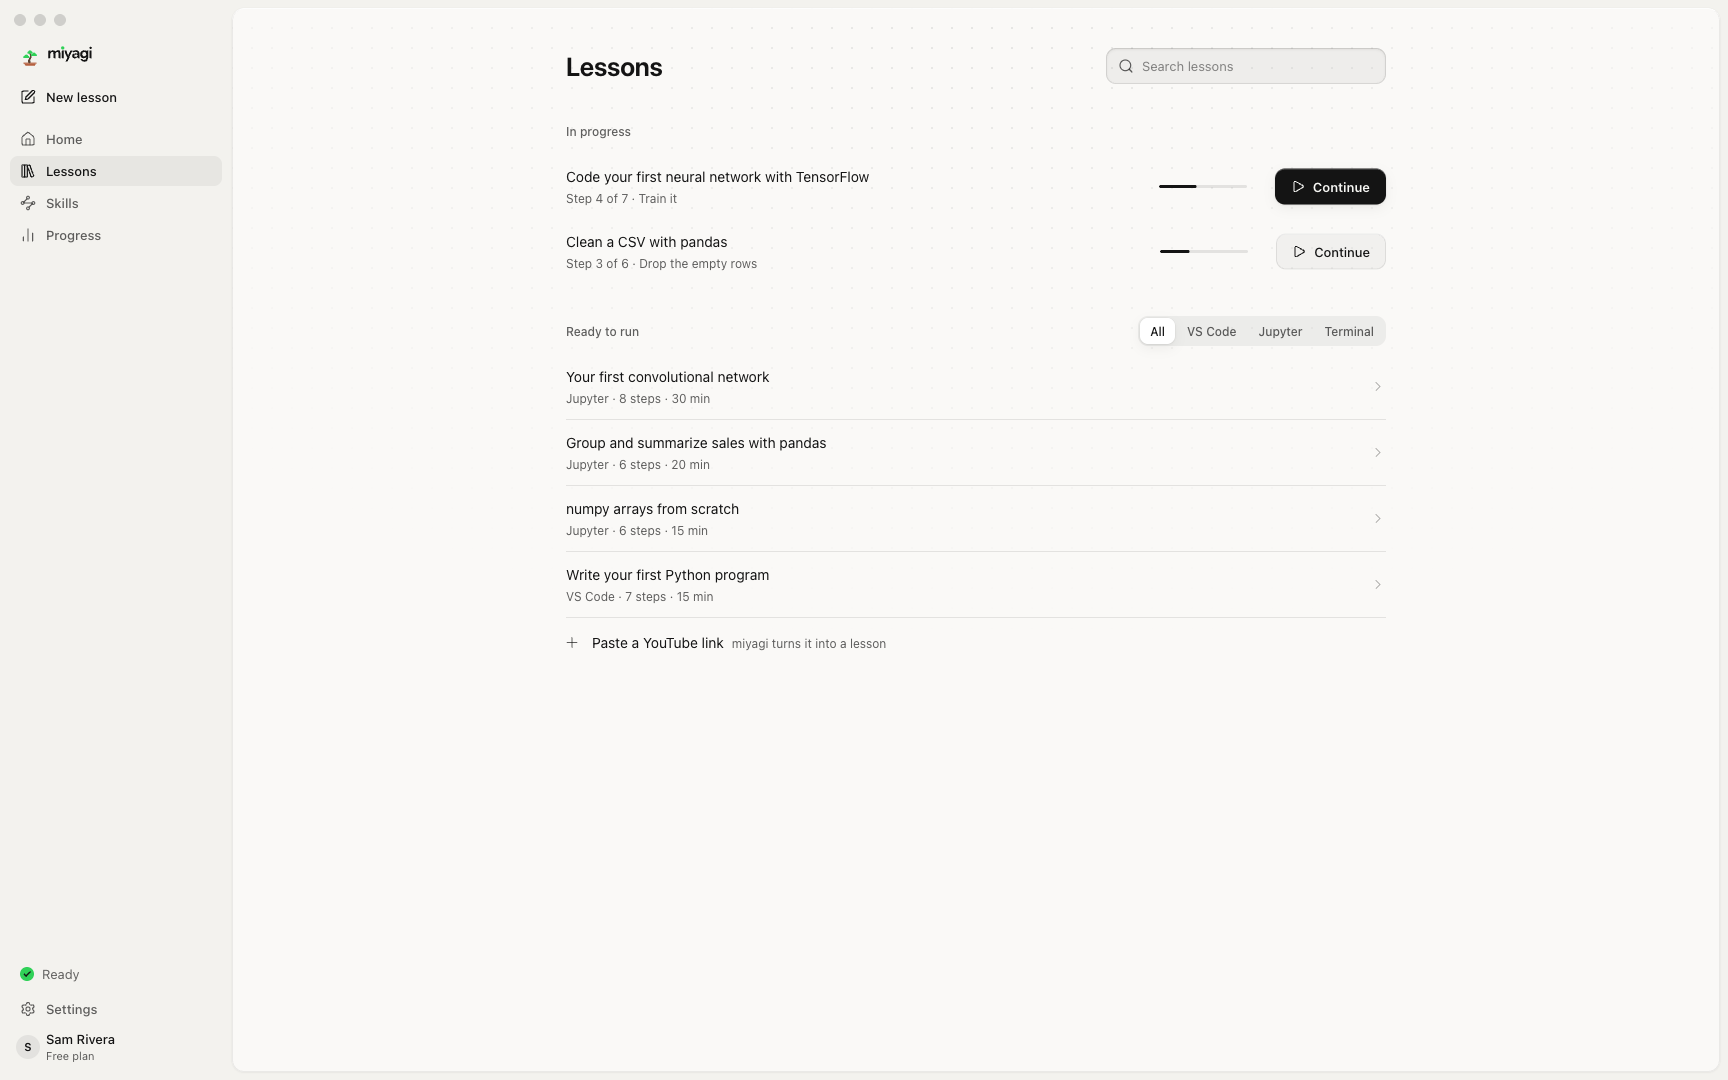 miyagi
New lesson
Home
Lessons
Skills
Progress
Ready
Settings
S
Sam Rivera
Free plan
Lessons
Search lessons
In progress
Code your first neural network with TensorFlow
Step 4 of 7 · Train it
Continue
Clean a CSV with pandas
Step 3 of 6 · Drop the empty rows
Continue
Ready to run
All VS Code Jupyter Terminal
Your first convolutional network
Jupyter · 8 steps · 30 min
Group and summarize sales with pandas
Jupyter · 6 steps · 20 min
numpy arrays from scratch
Jupyter · 6 steps · 15 min
Write your first Python program
VS Code · 7 steps · 15 min
Paste a YouTube link miyagi turns it into a lesson